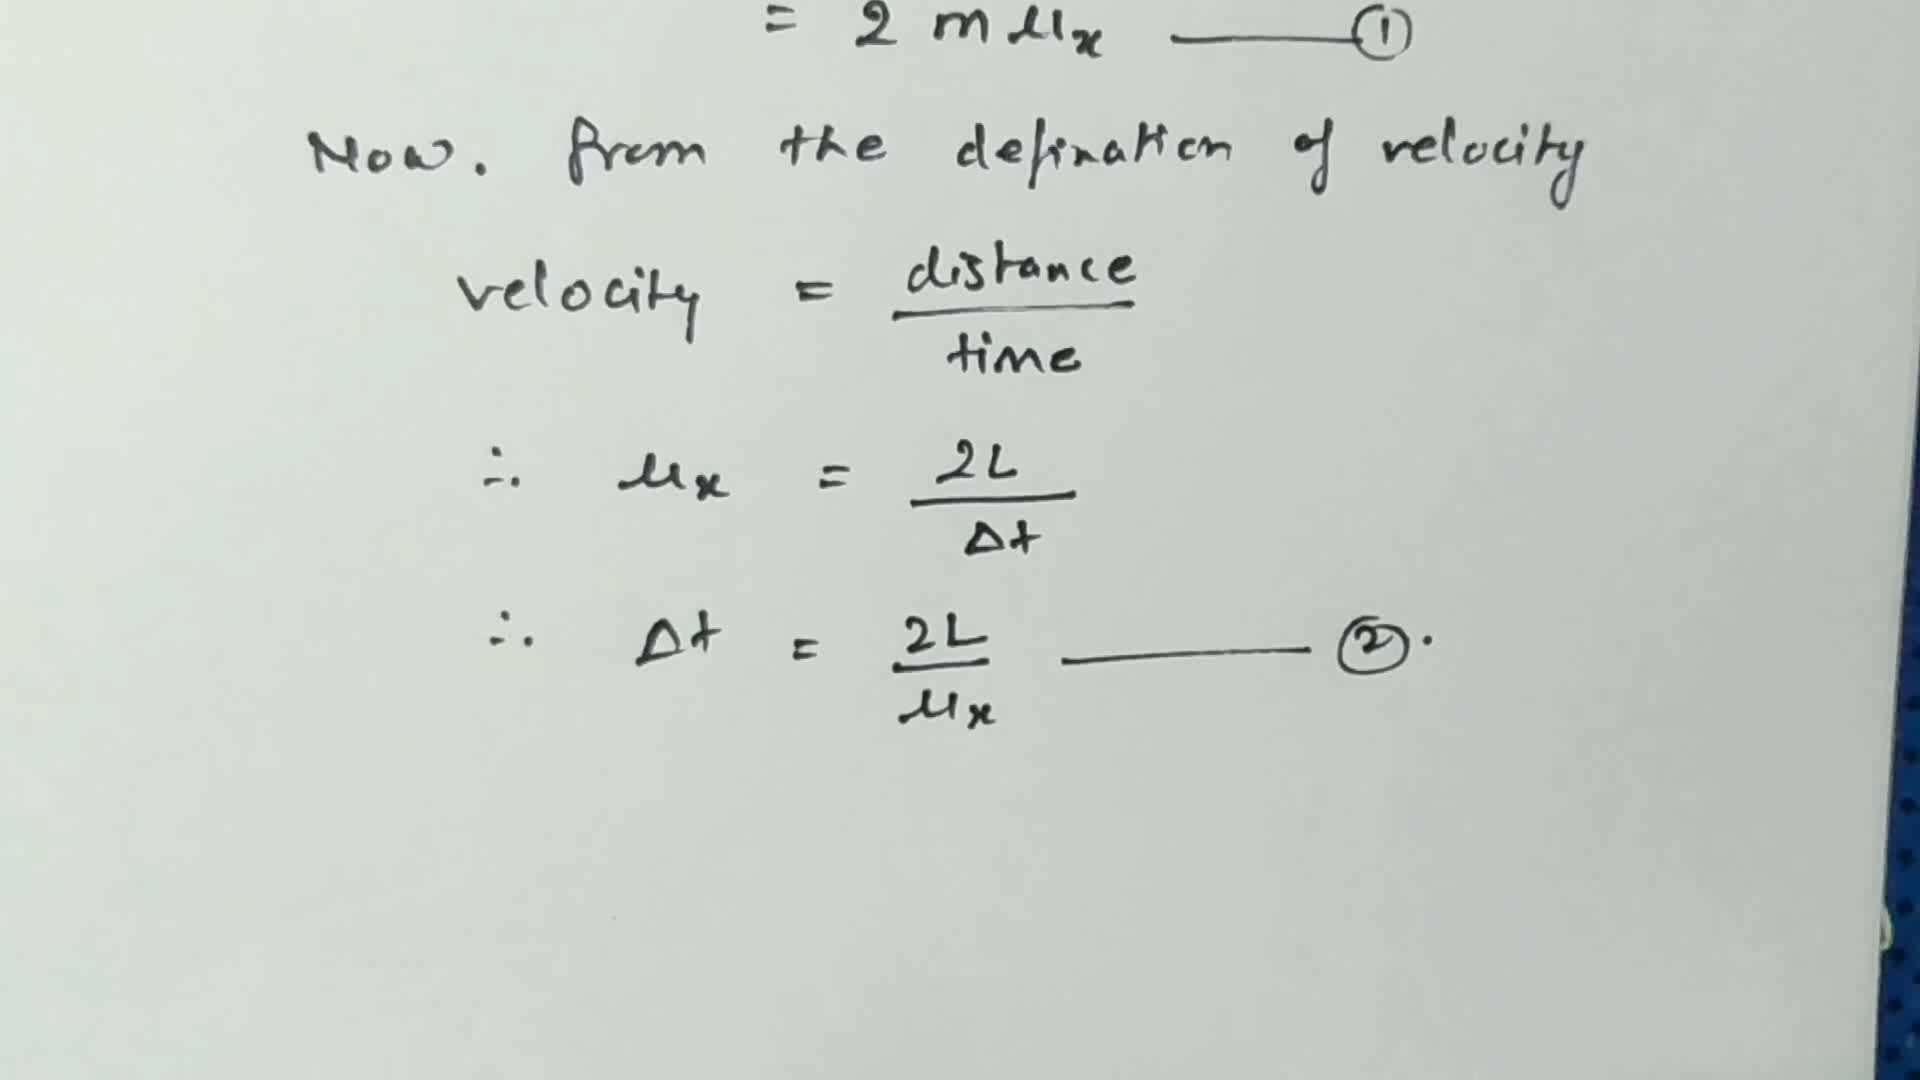 = 2 m uₓ ——— ①
Now. from the defination of velocity
velocity = distance / time
∴ uₓ = 2L / Δt
∴ Δt = 2L / uₓ ——— ②.